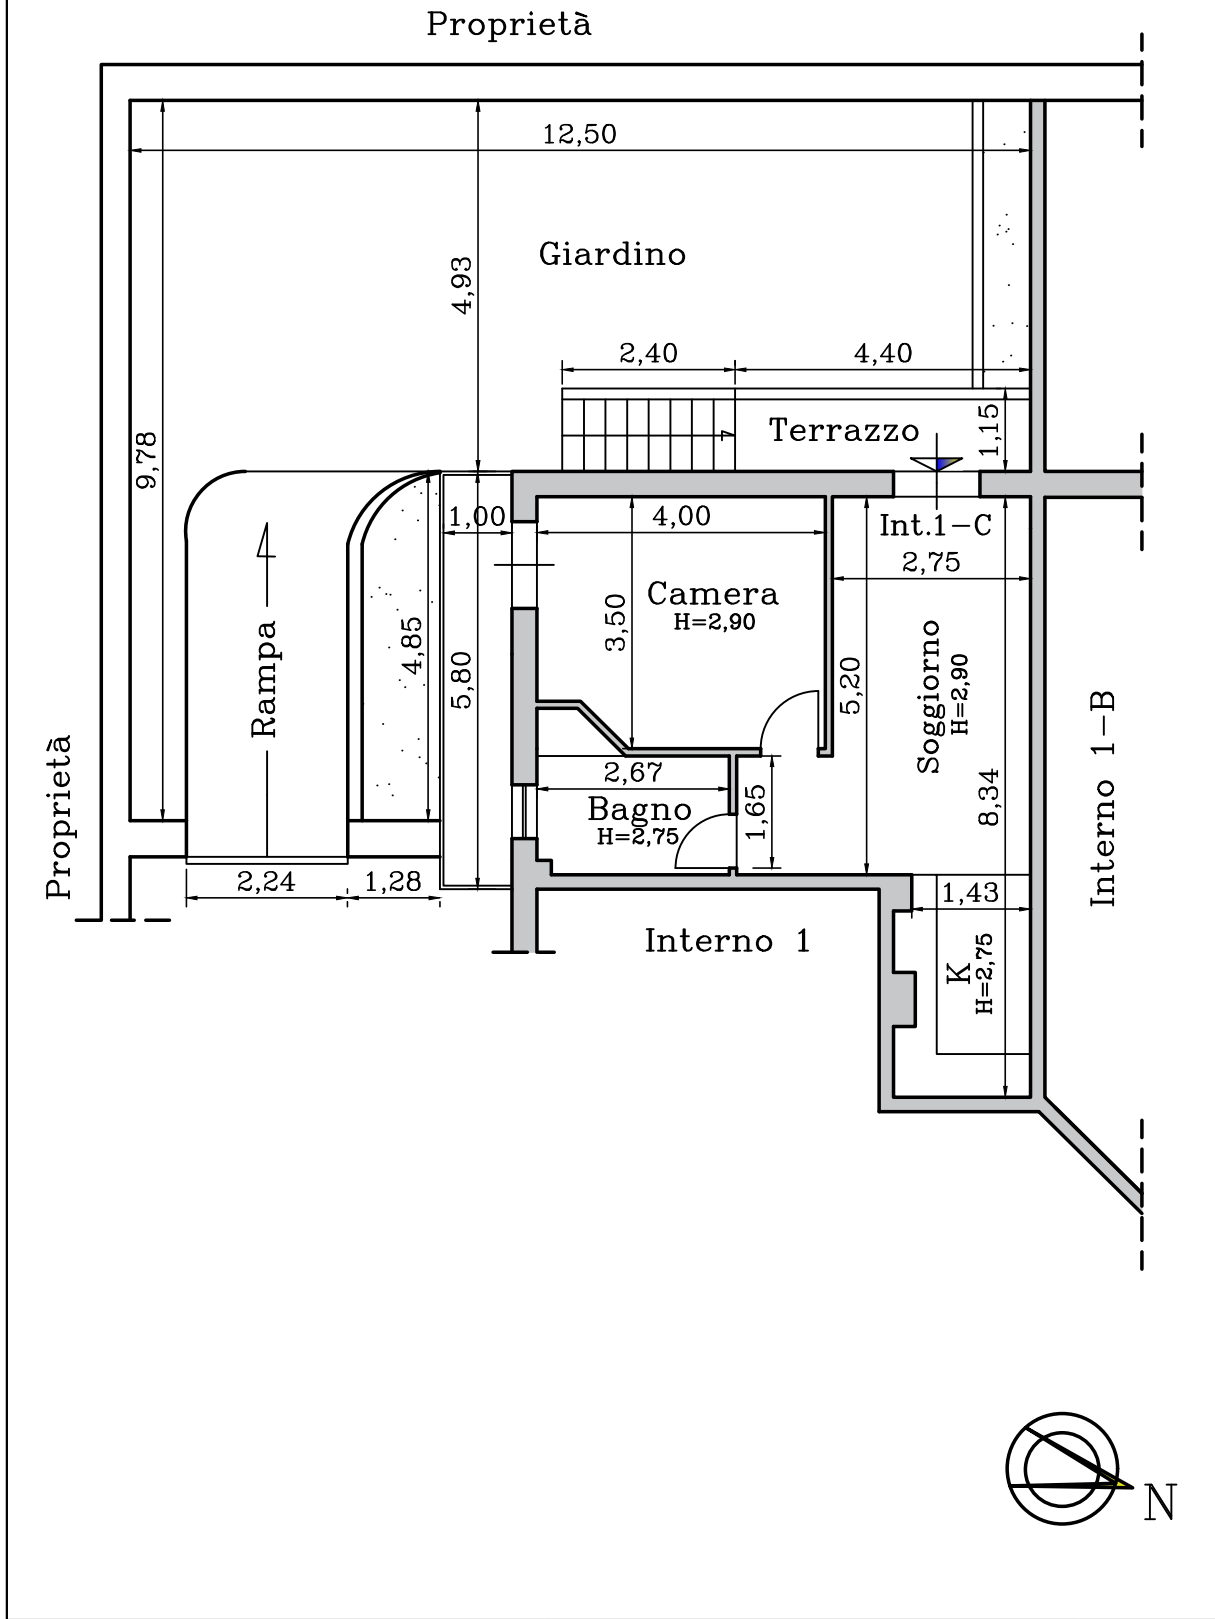 Proprietà
12,50
Giardino
4,93
9,78
2,40
4,40
Terrazzo
1,15
1,00
4,00
Int.1-C
2,75
Camera
H=2,90
3,50
4,85
5,80
Rampa
5,20
Soggiorno
H=2,90
Interno 1-B
Proprietà
2,67
Bagno
H=2,75
1,65
8,34
2,24
1,28
1,43
Interno 1
K
H=2,75
N